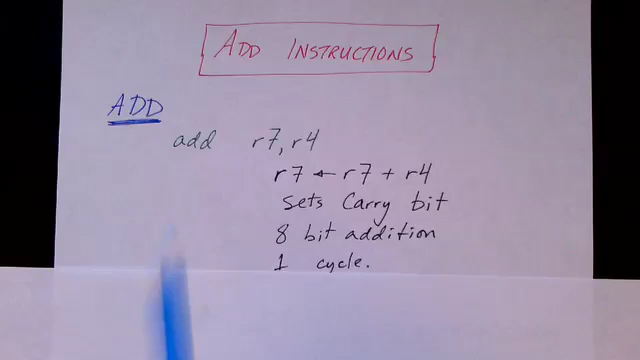 ADD INSTRUCTIONS
ADD
add r7, r4
r7 ← r7 + r4
Sets Carry bit
8 bit addition
1 cycle.